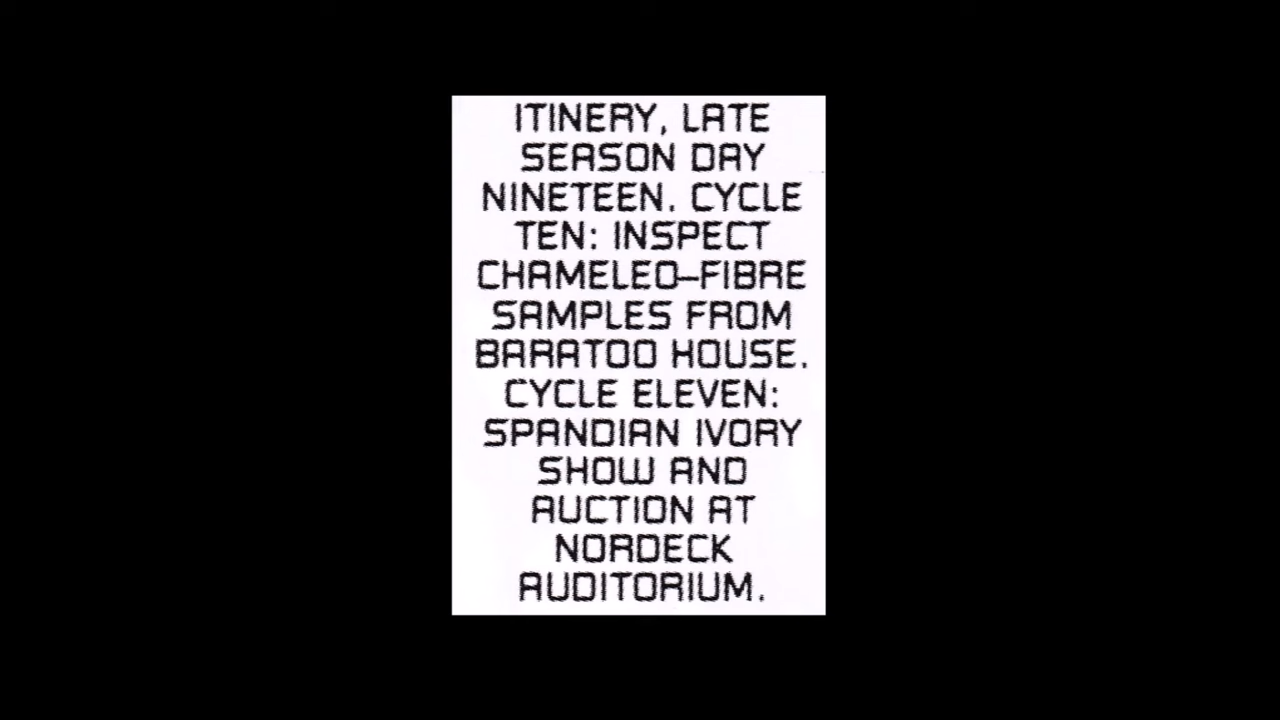 ITINERY, LATE
SEASON DAY
NINETEEN. CYCLE
TEN: INSPECT
CHAMELEO-FIBRE
SAMPLES FROM
BARATOO HOUSE.
CYCLE ELEVEN:
SPANDIAN IVORY
SHOW AND
AUCTION AT
NORDECK
AUDITORIUM.